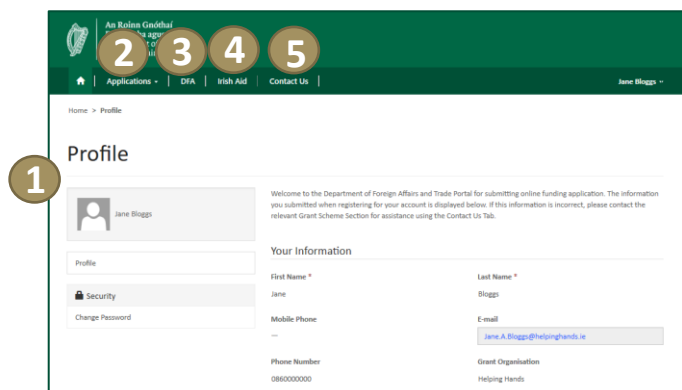 An Roinn Gnóthaí
2 3 4 5
Applications DFA Irish Aid Contact Us Jane Bloggs
Home > Profile
Profile
1
Jane Bloggs
Profile
Security
Change Password
Welcome to the Department of Foreign Affairs and Trade Portal for submitting online funding application. The information
you submitted when registering for your account is displayed below. If this information is incorrect, please contact the
relevant Grant Scheme Section for assistance using the Contact Us Tab.
Your Information
First Name * Last Name *
Jane Bloggs
Mobile Phone E-mail
— Jane.A.Bloggs@helpinghands.ie
Phone Number Grant Organisation
0860000000 Helping Hands